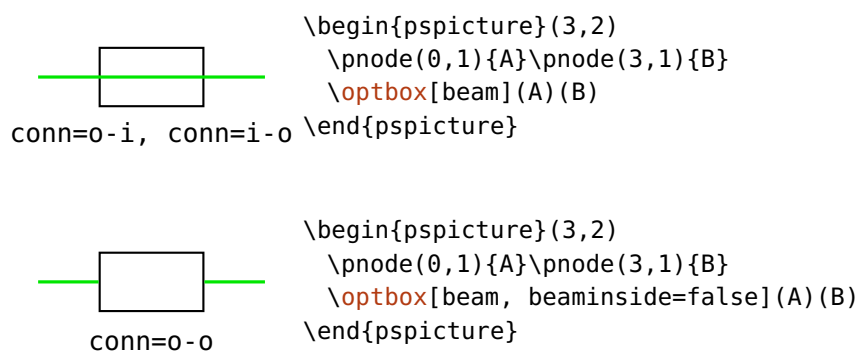 \begin{pspicture}(3,2)
\pnode(0,1){A}\pnode(3,1){B}
\optbox[beam](A)(B)
\end{pspicture}
conn=o-i, conn=i-o
\begin{pspicture}(3,2)
\pnode(0,1){A}\pnode(3,1){B}
\optbox[beam, beaminside=false](A)(B)
\end{pspicture}
conn=o-o